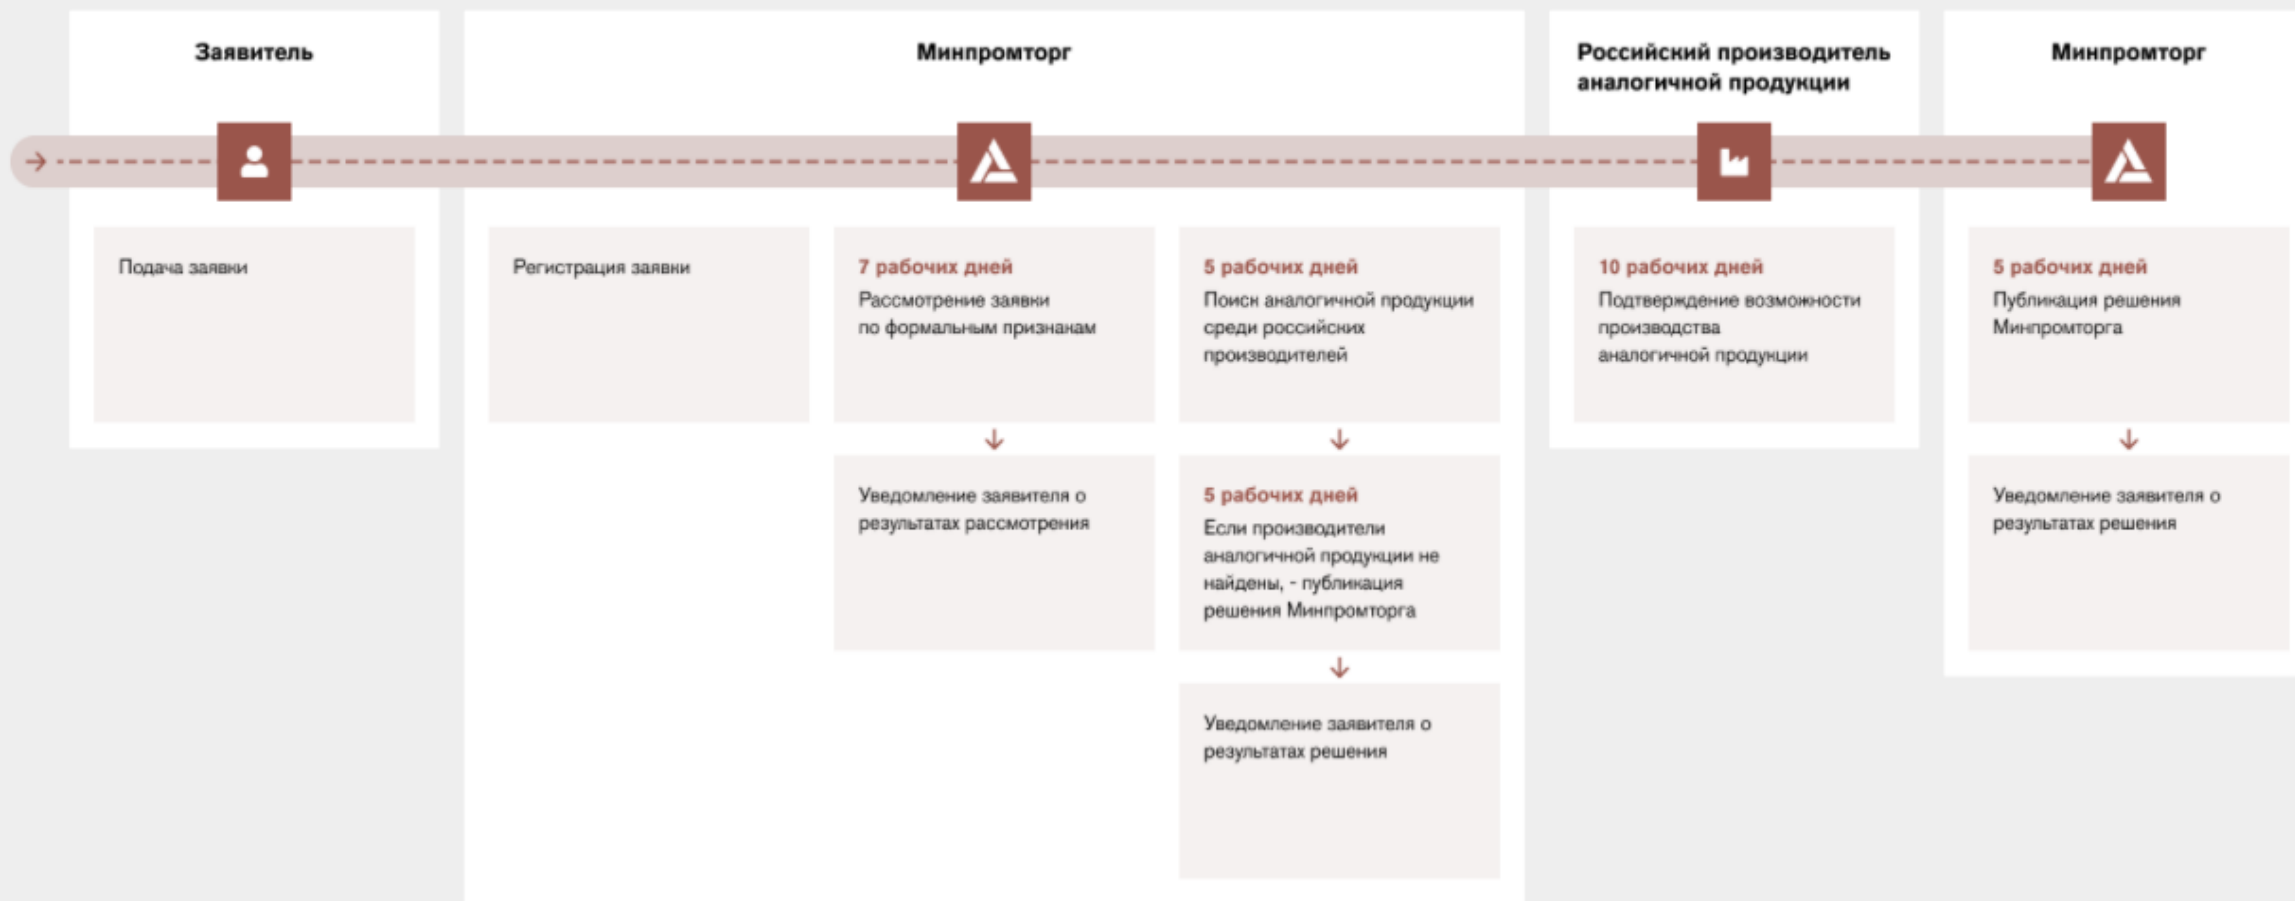 Заявитель
Подача заявки
Минпромторг
Регистрация заявки
7 рабочих дней
Рассмотрение заявки
по формальным признакам
Уведомление заявителя о
результатах рассмотрения
5 рабочих дней
Поиск аналогичной продукции
среди российских
производителей
5 рабочих дней
Если производители
аналогичной продукции не
найдены, - публикация
решения Минпромторга
Уведомление заявителя о
результатах решения
Российский производитель
аналогичной продукции
10 рабочих дней
Подтверждение возможности
производства
аналогичной продукции
Минпромторг
5 рабочих дней
Публикация решения
Минпромторга
Уведомление заявителя о
результатах решения